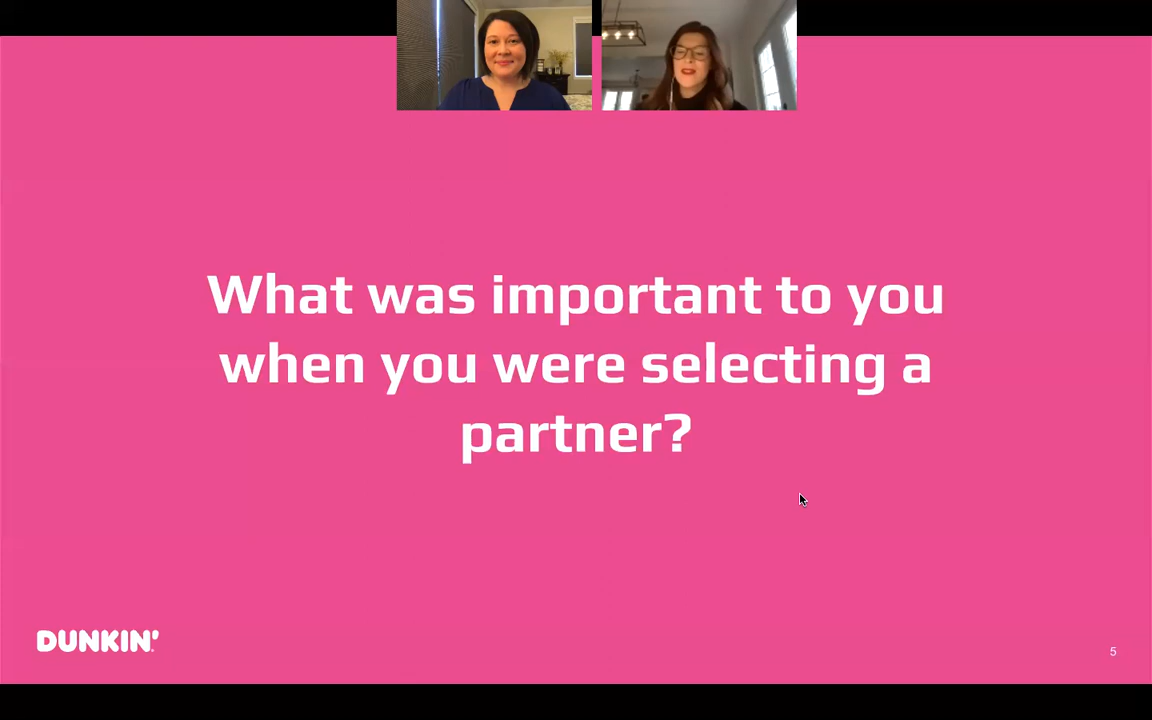 What was important to you
when you were selecting a
partner?
DUNKIN'
5